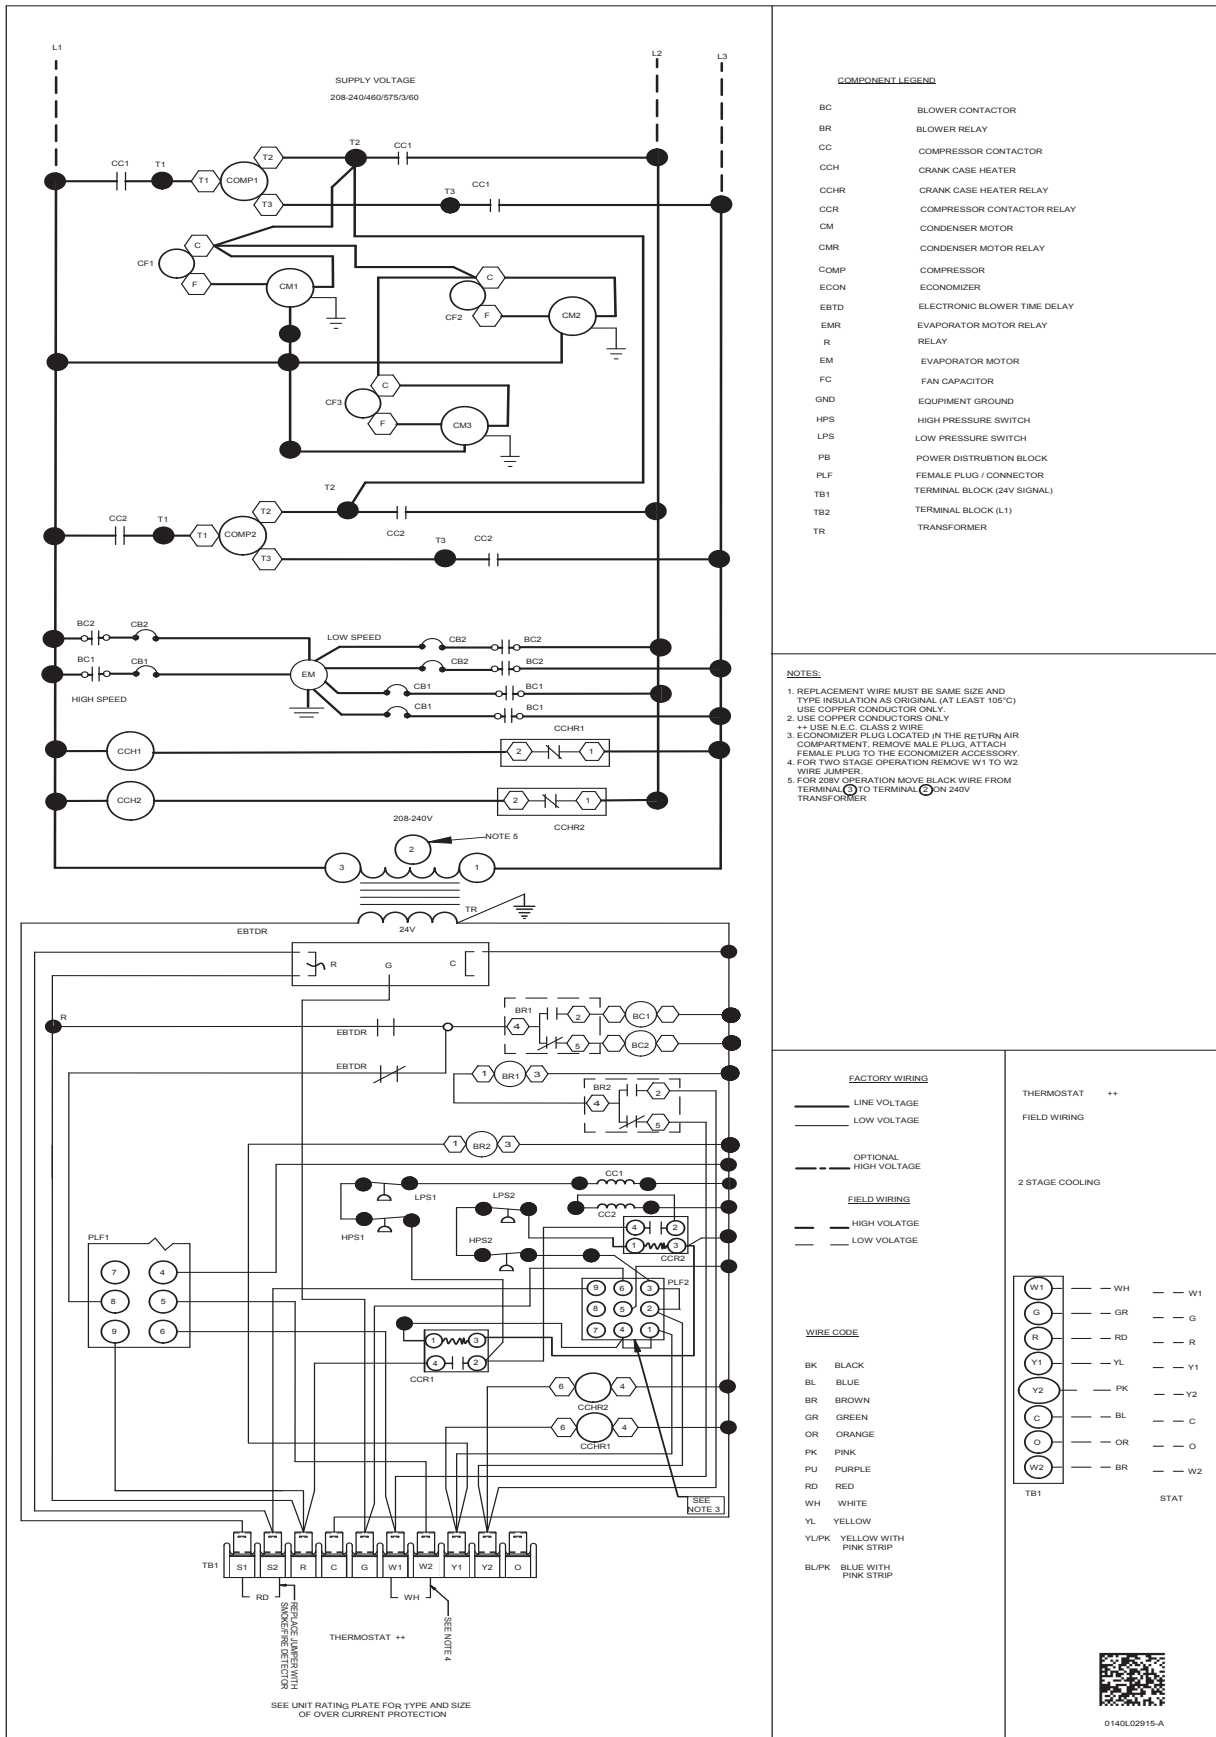 L1
L2
L3
SUPPLY VOLTAGE
208-240/460/575/3/60
T2
CC1
CC1
T1
T1
COMP1
T2
T3
T3
CC1
C
CF1
F
CM1
C
CF2
F
CM2
C
CF3
F
CM3
T2
CC2
T1
T1
COMP2
T2
T3
CC2
T3
CC2
BC2
CB2
LOW SPEED
CB2
BC2
BC1
CB1
EM
CB2
BC2
HIGH SPEED
CB1
BC1
CB1
BC1
CCHR1
CCH1
2
1
CCH2
2
1
CCHR2
208-240V
2
NOTE 5
3
1
TR
24V
EBTDR
R
G
C
R
EBTDR
BR1
4
2
5
BC1
BC2
EBTDR
1
BR1
3
BR2
4
2
5
1
BR2
3
CC1
LPS1
LPS2
CC2
HPS1
HPS2
4
2
1
3
CCR2
PLF1
7
4
8
5
9
6
PLF2
9
6
3
8
5
2
7
4
1
1
3
4
2
CCR1
6
4
CCHR2
6
4
CCHR1
SEE
NOTE 3
TB1
S1
S2
R
C
G
W1
W2
Y1
Y2
O
RD
WH
REPLACE JUMPER WITH
SMOKE/FIRE DETECTOR
SEE NOTE 4
THERMOSTAT ++
SEE UNIT RATING PLATE FOR TYPE AND SIZE
OF OVER CURRENT PROTECTION
COMPONENT LEGEND
BC BLOWER CONTACTOR
BR BLOWER RELAY
CC COMPRESSOR CONTACTOR
CCH CRANK CASE HEATER
CCHR CRANK CASE HEATER RELAY
CCR COMPRESSOR CONTACTOR RELAY
CM CONDENSER MOTOR
CMR CONDENSER MOTOR RELAY
COMP COMPRESSOR
ECON ECONOMIZER
EBTD ELECTRONIC BLOWER TIME DELAY
EMR EVAPORATOR MOTOR RELAY
R RELAY
EM EVAPORATOR MOTOR
FC FAN CAPACITOR
GND EQUPIMENT GROUND
HPS HIGH PRESSURE SWITCH
LPS LOW PRESSURE SWITCH
PB POWER DISTRUBTION BLOCK
PLF FEMALE PLUG / CONNECTOR
TB1 TERMINAL BLOCK (24V SIGNAL)
TB2 TERMINAL BLOCK (L1)
TR TRANSFORMER
NOTES:
1. REPLACEMENT WIRE MUST BE SAME SIZE AND
TYPE INSULATION AS ORIGINAL (AT LEAST 105°C)
USE COPPER CONDUCTOR ONLY.
2. USE COPPER CONDUCTORS ONLY
++ USE N.E.C. CLASS 2 WIRE
3. ECONOMIZER PLUG LOCATED IN THE RETURN AIR
COMPARTMENT, REMOVE MALE PLUG, ATTACH
FEMALE PLUG TO THE ECONOMIZER ACCESSORY.
4. FOR TWO STAGE OPERATION REMOVE W1 TO W2
WIRE JUMPER.
5. FOR 208V OPERATION MOVE BLACK WIRE FROM
TERMINAL 3 TO TERMINAL 2 ON 240V
TRANSFORMER
FACTORY WIRING
LINE VOLTAGE
LOW VOLTAGE
OPTIONAL
HIGH VOLTAGE
FIELD WIRING
HIGH VOLATGE
LOW VOLATGE
WIRE CODE
BK BLACK
BL BLUE
BR BROWN
GR GREEN
OR ORANGE
PK PINK
PU PURPLE
RD RED
WH WHITE
YL YELLOW
YL/PK YELLOW WITH
PINK STRIP
BL/PK BLUE WITH
PINK STRIP
THERMOSTAT ++
FIELD WIRING
2 STAGE COOLING
W1 WH W1
G GR G
R RD R
Y1 YL Y1
Y2 PK Y2
C BL C
O OR O
W2 BR W2
TB1
STAT
0140L02915-A